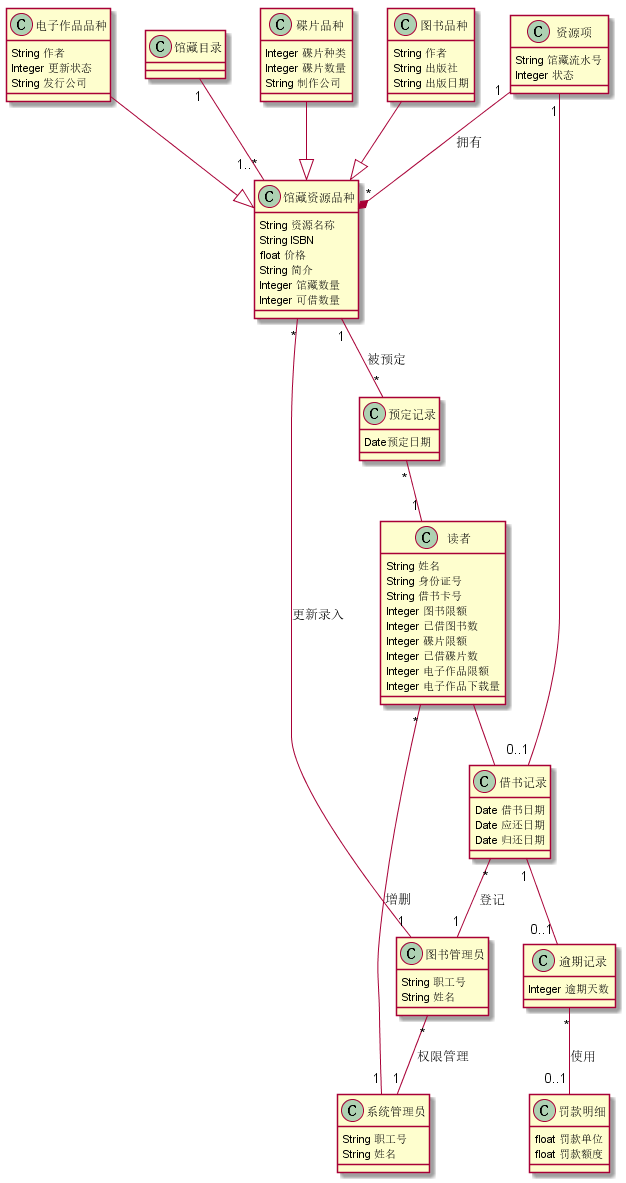 C 电子作品品种
String 作者
Integer 更新状态
String 发行公司
C 馆藏目录
C 碟片品种
Integer 碟片种类
Integer 碟片数量
String 制作公司
C 图书品种
String 作者
String 出版社
String 出版日期
C 资源项
String 馆藏流水号
Integer 状态
1
1
1
拥有
1..*
*
C 馆藏资源品种
String 资源名称
String ISBN
float 价格
String 简介
Integer 馆藏数量
Integer 可借数量
*
1
被预定
*
C 预定记录
Date预定日期
*
1
C 读者
String 姓名
String 身份证号
String 借书卡号
Integer 图书限额
Integer 已借图书数
Integer 碟片限额
Integer 已借碟片数
Integer 电子作品限额
Integer 电子作品下载量
更新录入
*
0..1
C 借书记录
Date 借书日期
Date 应还日期
Date 归还日期
*
1
增删
登记
1
1
0..1
C 图书管理员
String 职工号
String 姓名
C 逾期记录
Integer 逾期天数
*
*
权限管理
使用
1
1
0..1
C 系统管理员
String 职工号
String 姓名
C 罚款明细
float 罚款单位
float 罚款额度